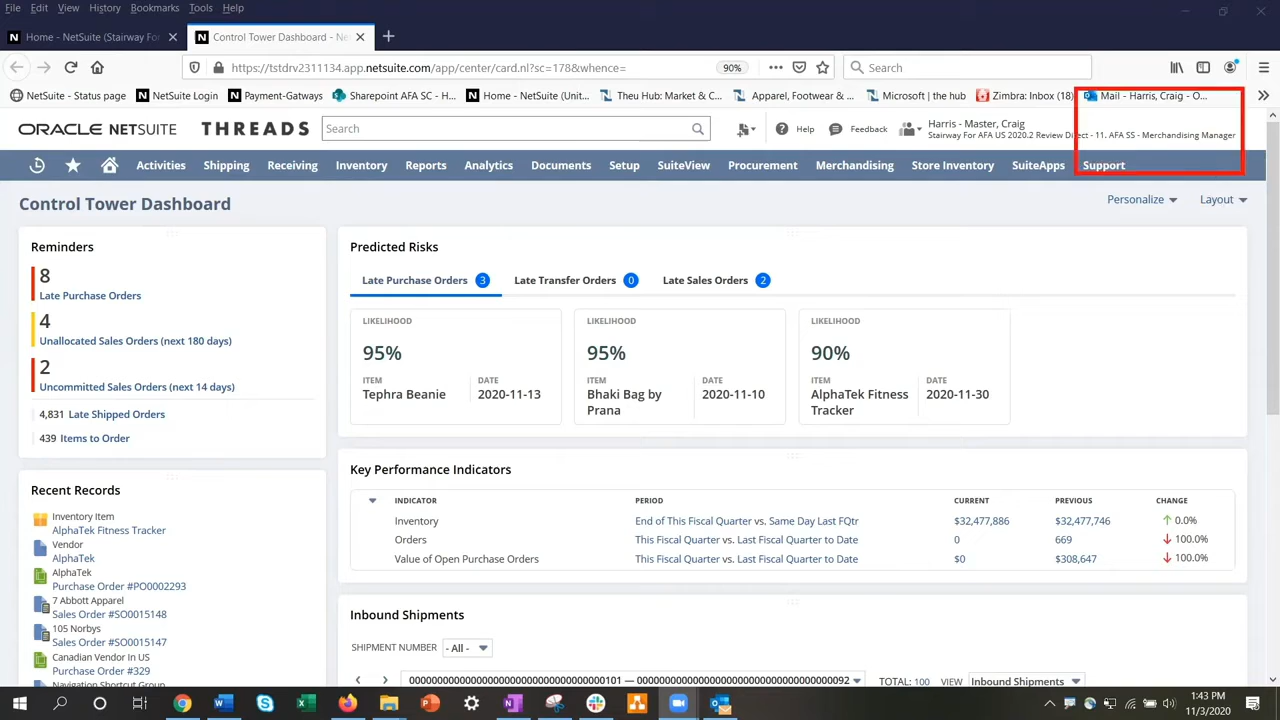 File Edit View History Bookmarks Tools Help
Home - NetSuite (Stairway For
Control Tower Dashboard - Net
https://tstdrv2311134.app.netsuite.com/app/center/card.nl?sc=178&whence=
90%
Search
NetSuite - Status page
NetSuite Login
Payment-Gatways
Sharepoint AFA SC - H...
Home - NetSuite (Unit...
Theu Hub: Market & C...
Apparel, Footwear & ...
Microsoft | the hub
Zimbra: Inbox (18)
Mail - Harris, Craig - O...
ORACLE NETSUITE
THREADS
Search
Help
Feedback
Harris - Master, Craig
Stairway For AFA US 2020.2 Review Direct - 11. AFA SS - Merchandising Manager
Activities Shipping Receiving Inventory Reports Analytics Documents Setup SuiteView Procurement Merchandising Store Inventory SuiteApps Support
Control Tower Dashboard
Personalize
Layout
Reminders
8
Late Purchase Orders
4
Unallocated Sales Orders (next 180 days)
2
Uncommitted Sales Orders (next 14 days)
4,831 Late Shipped Orders
439 Items to Order
Recent Records
Inventory Item
AlphaTek Fitness Tracker
Vendor
AlphaTek
AlphaTek
Purchase Order #PO0002293
7 Abbott Apparel
Sales Order #SO0015148
105 Norbys
Sales Order #SO0015147
Canadian Vendor In US
Purchase Order #329
Navigation Shortcut Group
Predicted Risks
Late Purchase Orders 3
Late Transfer Orders 0
Late Sales Orders 2
LIKELIHOOD
95%
ITEM
Tephra Beanie
DATE
2020-11-13
LIKELIHOOD
95%
ITEM
Bhaki Bag by
Prana
DATE
2020-11-10
LIKELIHOOD
90%
ITEM
AlphaTek Fitness
Tracker
DATE
2020-11-30
Key Performance Indicators
INDICATOR PERIOD CURRENT PREVIOUS CHANGE
Inventory End of This Fiscal Quarter vs. Same Day Last FQtr $32,477,886 $32,477,746 0.0%
Orders This Fiscal Quarter vs. Last Fiscal Quarter to Date 0 669 100.0%
Value of Open Purchase Orders This Fiscal Quarter vs. Last Fiscal Quarter to Date $0 $308,647 100.0%
Inbound Shipments
SHIPMENT NUMBER - All -
TOTAL: 100 VIEW Inbound Shipments
1:43 PM
11/3/2020